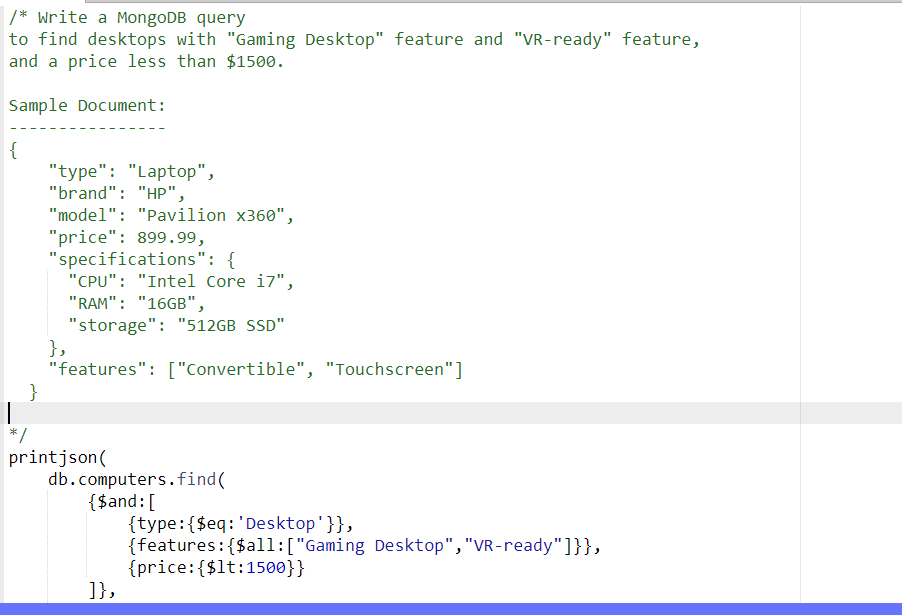 /* Write a MongoDB query
to find desktops with "Gaming Desktop" feature and "VR-ready" feature,
and a price less than $1500.
Sample Document:
----------------
{
    "type": "Laptop",
    "brand": "HP",
    "model": "Pavilion x360",
    "price": 899.99,
    "specifications": {
      "CPU": "Intel Core i7",
      "RAM": "16GB",
      "storage": "512GB SSD"
    },
    "features": ["Convertible", "Touchscreen"]
  }
*/
printjson(
    db.computers.find(
        {$and:[
            {type:{$eq:'Desktop'}},
            {features:{$all:["Gaming Desktop","VR-ready"]}},
            {price:{$lt:1500}}
        ]},